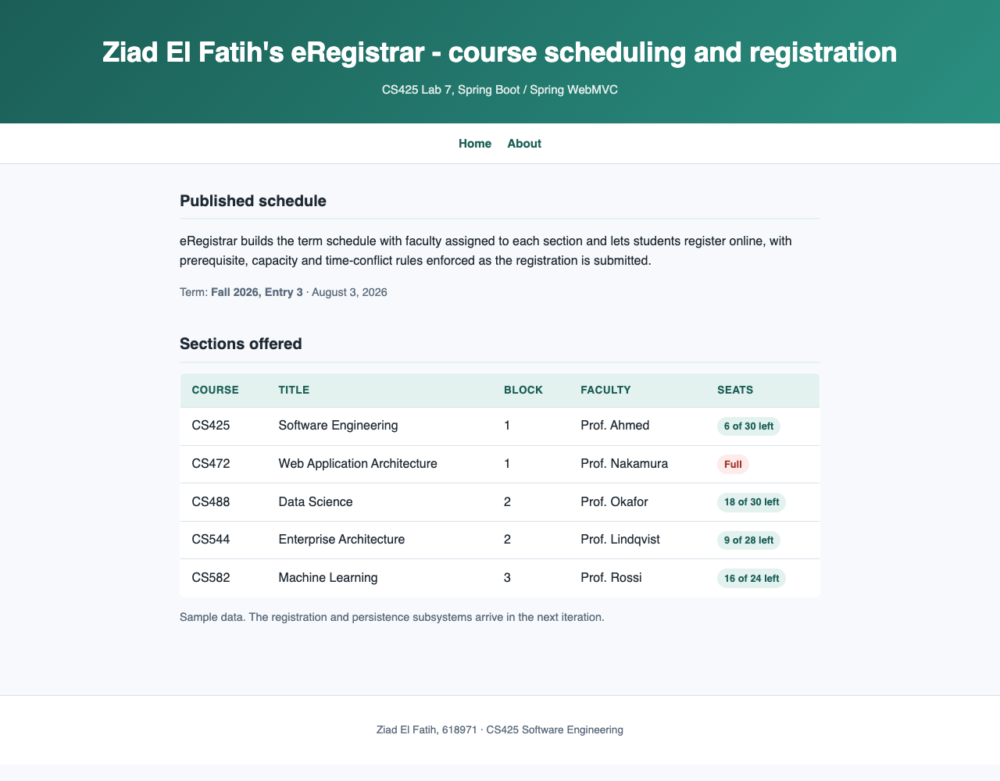 Ziad El Fatih's eRegistrar - course scheduling and registration
CS425 Lab 7, Spring Boot / Spring WebMVC
Home About
Published schedule
eRegistrar builds the term schedule with faculty assigned to each section and lets students register online, with
prerequisite, capacity and time-conflict rules enforced as the registration is submitted.
Term: Fall 2026, Entry 3 · August 3, 2026
Sections offered
COURSE TITLE BLOCK FACULTY SEATS
CS425 Software Engineering 1 Prof. Ahmed 6 of 30 left
CS472 Web Application Architecture 1 Prof. Nakamura Full
CS488 Data Science 2 Prof. Okafor 18 of 30 left
CS544 Enterprise Architecture 2 Prof. Lindqvist 9 of 28 left
CS582 Machine Learning 3 Prof. Rossi 16 of 24 left
Sample data. The registration and persistence subsystems arrive in the next iteration.
Ziad El Fatih, 618971 · CS425 Software Engineering